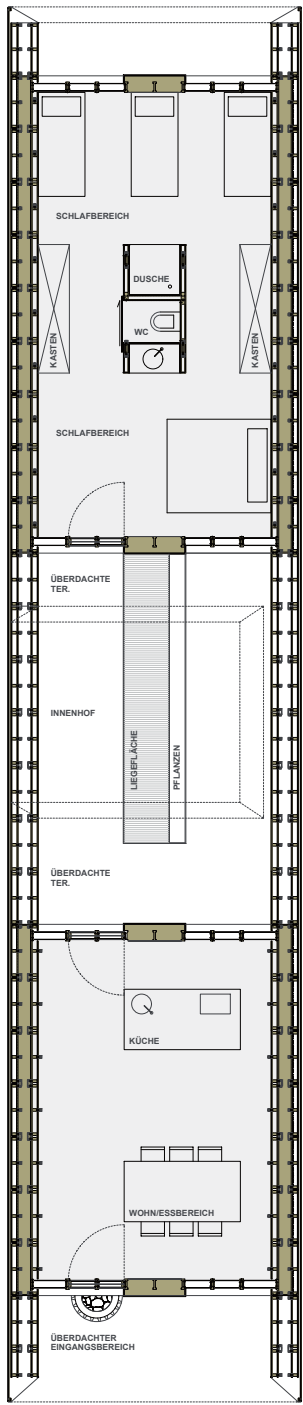 SCHLAFBEREICH
DUSCHE
WC
KASTEN
KASTEN
SCHLAFBEREICH
ÜBERDACHTE
TER.
INNENHOF
LIEGEFLÄCHE
PFLANZEN
ÜBERDACHTE
TER.
KÜCHE
WOHN/ESSBEREICH
ÜBERDACHTER
EINGANGSBEREICH